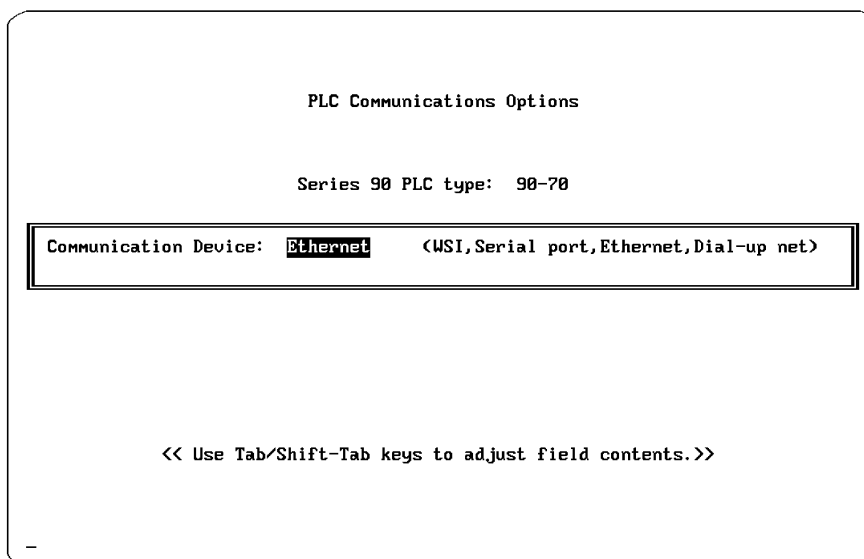 PLC Communications Options
Series 90 PLC type: 90-70
Communication Device: Ethernet (WSI,Serial port,Ethernet,Dial-up net)
<< Use Tab/Shift-Tab keys to adjust field contents.>>
_